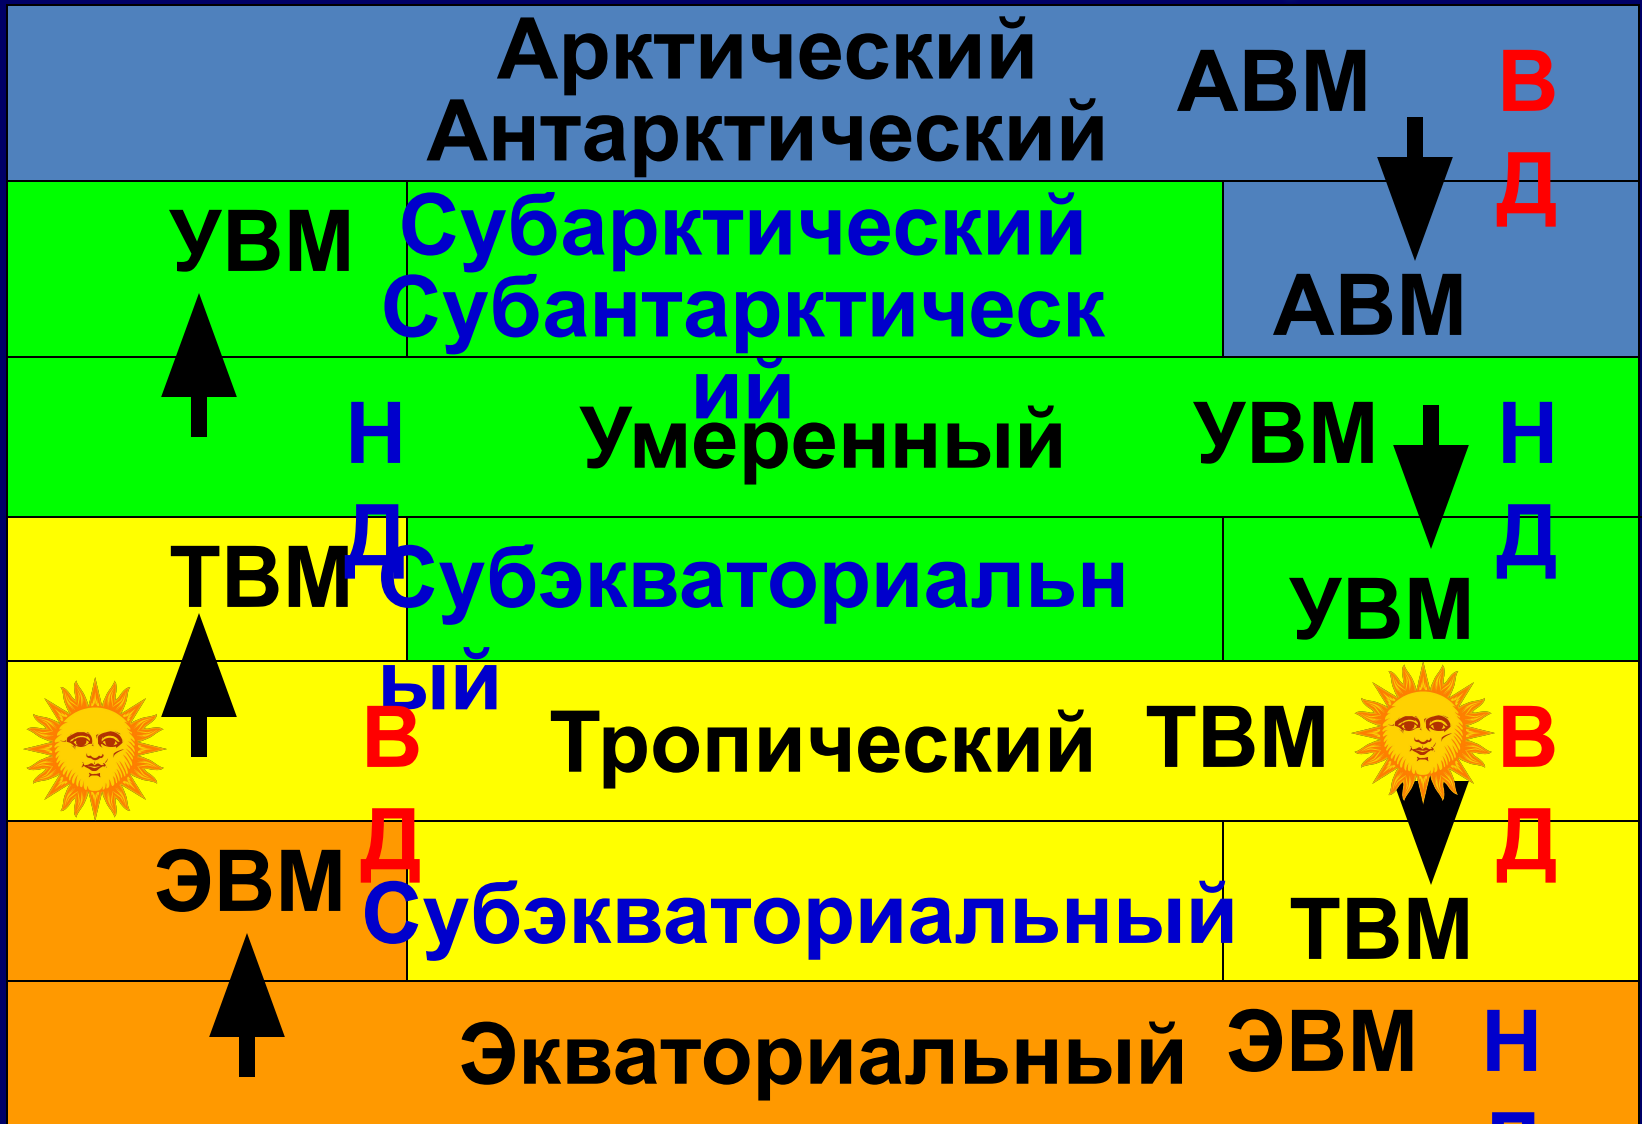 Арктический
Антарктический
АВМ
В
Д
УВМ
Субарктический
Субантарктическ
ий
АВМ
Н
Д
Умеренный
УВМ
Н
Д
ТВМ
Субэкваториальн
ый
УВМ
В
Д
Тропический
ТВМ
В
Д
ЭВМ
Субэкваториальный
ТВМ
Экваториальный
ЭВМ
Н
Д